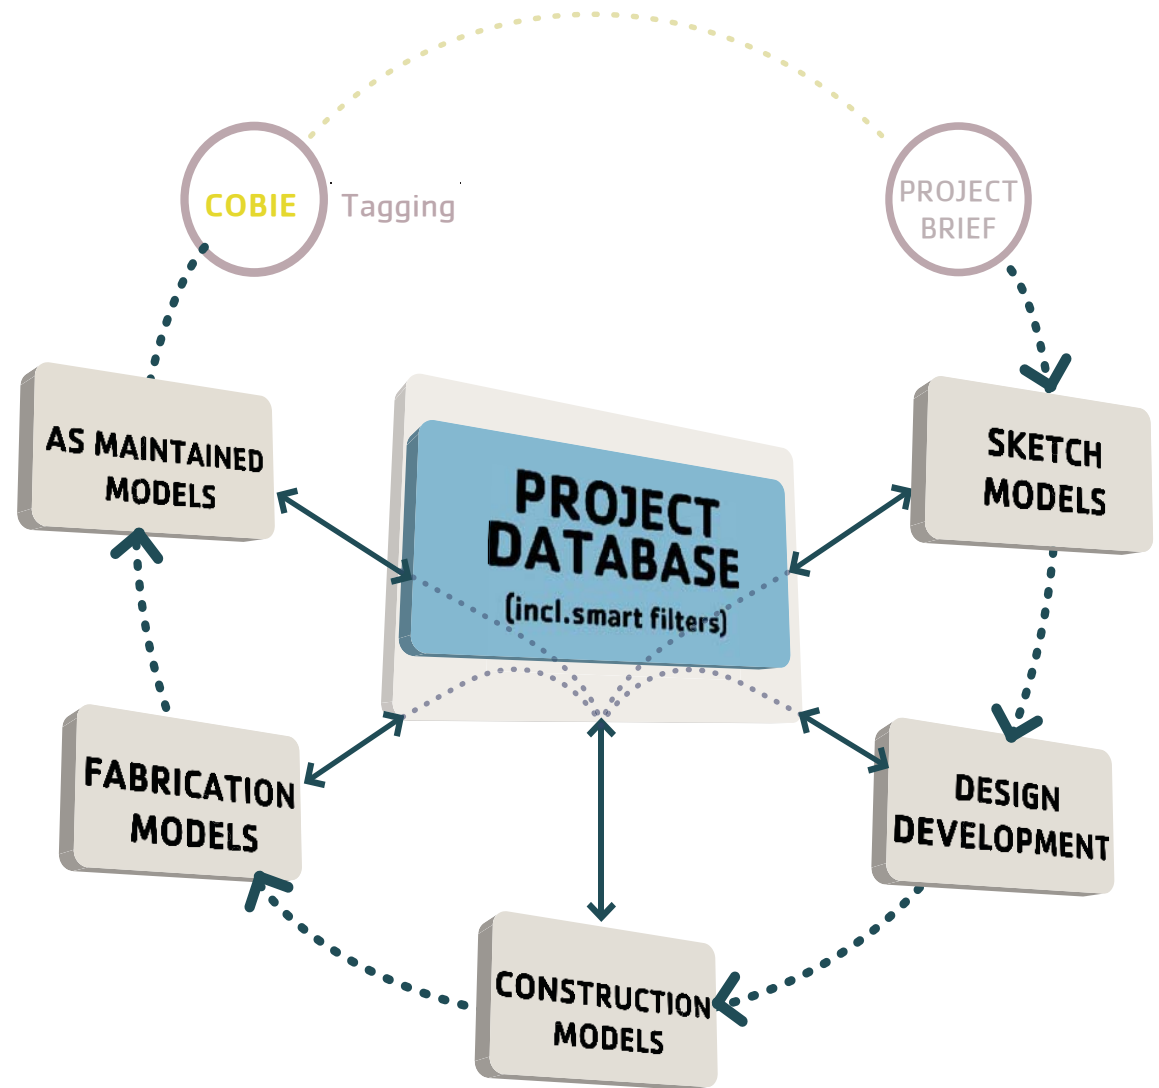 COBIE Tagging
PROJECT
BRIEF
AS MAINTAINED
MODELS
PROJECT
DATABASE
(incl.smart filters)
SKETCH
MODELS
FABRICATION
MODELS
DESIGN
DEVELOPMENT
CONSTRUCTION
MODELS